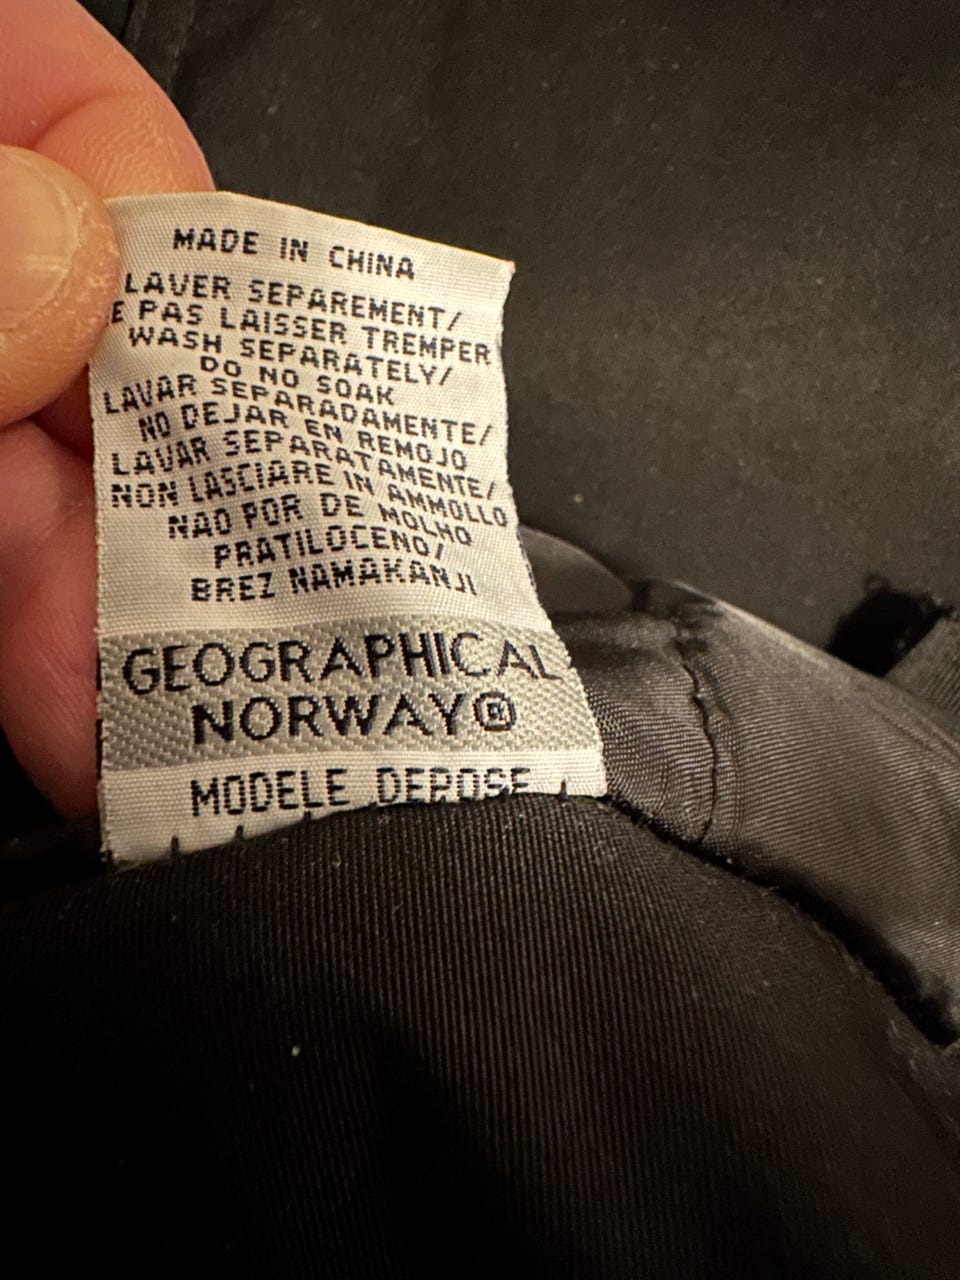 MADE IN CHINA
LAVER SEPAREMENT/
E PAS LAISSER TREMPER
WASH SEPARATELY/
DO NO SOAK
LAVAR SEPARADAMENTE/
NO DEJAR EN REMOJO
LAVAR SEPARATAMENTE/
NON LASCIARE IN AMMOLLO
NAO POR DE MOLHO
PRATILOCENO/
BREZ NAMAKANJI
GEOGRAPHICAL
NORWAY®
MODELE DEPOSE